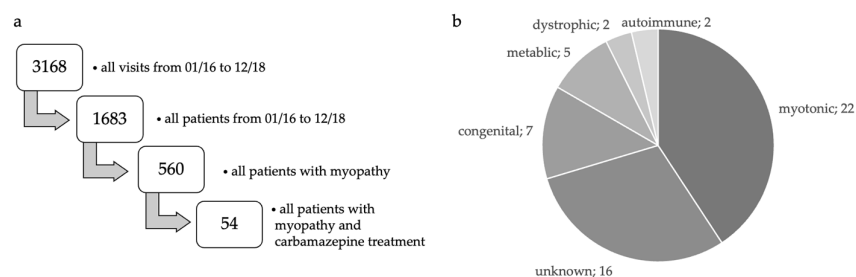 a
3168
• all visits from 01/16 to 12/18
1683
• all patients from 01/16 to 12/18
560
• all patients with myopathy
54
• all patients with
myopathy and
carbamazepine treatment
b
dystrophic; 2
autoimmune; 2
metablic; 5
myotonic; 22
congenital; 7
unknown; 16